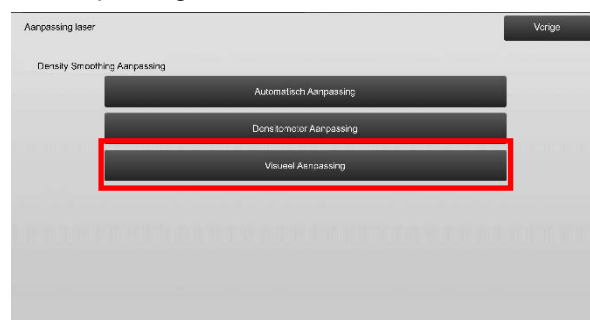 Aanpassing laser
Vorige
Density Smoothing Aanpassing
Automatisch Aanpassing
Densitometer Aanpassing
Visueel Aanpassing